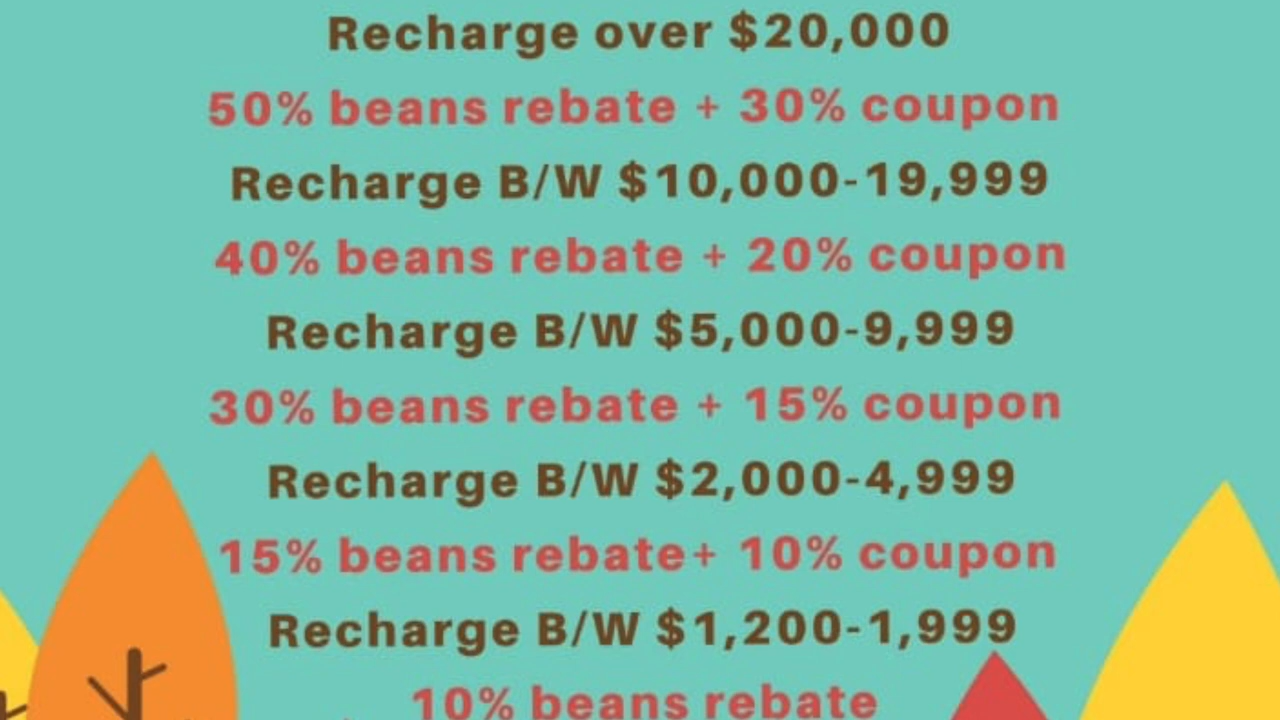 Recharge over $20,000
50% beans rebate + 30% coupon
Recharge B/W $10,000-19,999
40% beans rebate + 20% coupon
Recharge B/W $5,000-9,999
30% beans rebate + 15% coupon
Recharge B/W $2,000-4,999
15% beans rebate+ 10% coupon
Recharge B/W $1,200-1,999
10% beans rebate